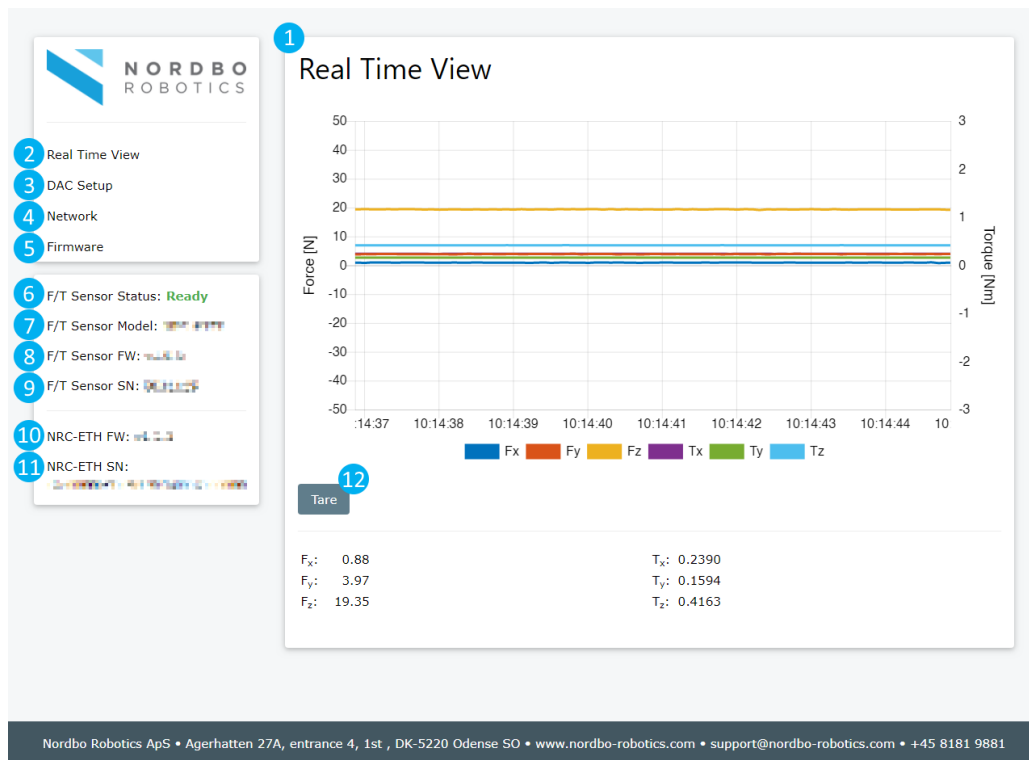 1
Real Time View
NORDBO
ROBOTICS
2 Real Time View
3 DAC Setup
4 Network
5 Firmware
6 F/T Sensor Status: Ready
7 F/T Sensor Model:
8 F/T Sensor FW:
9 F/T Sensor SN:
10 NRC-ETH FW:
11 NRC-ETH SN:
50
40
30
20
10
0
-10
-20
-30
-40
-50
Force [N]
3
2
1
0
-1
-2
-3
Torque [Nm]
:14:37 10:14:38 10:14:39 10:14:40 10:14:41 10:14:42 10:14:43 10:14:44 10
Fx Fy Fz Tx Ty Tz
12
Tare
Fx: 0.88 Tx: 0.2390
Fy: 3.97 Ty: 0.1594
Fz: 19.35 Tz: 0.4163
Nordbo Robotics ApS • Agerhatten 27A, entrance 4, 1st , DK-5220 Odense SO • www.nordbo-robotics.com • support@nordbo-robotics.com • +45 8181 9881